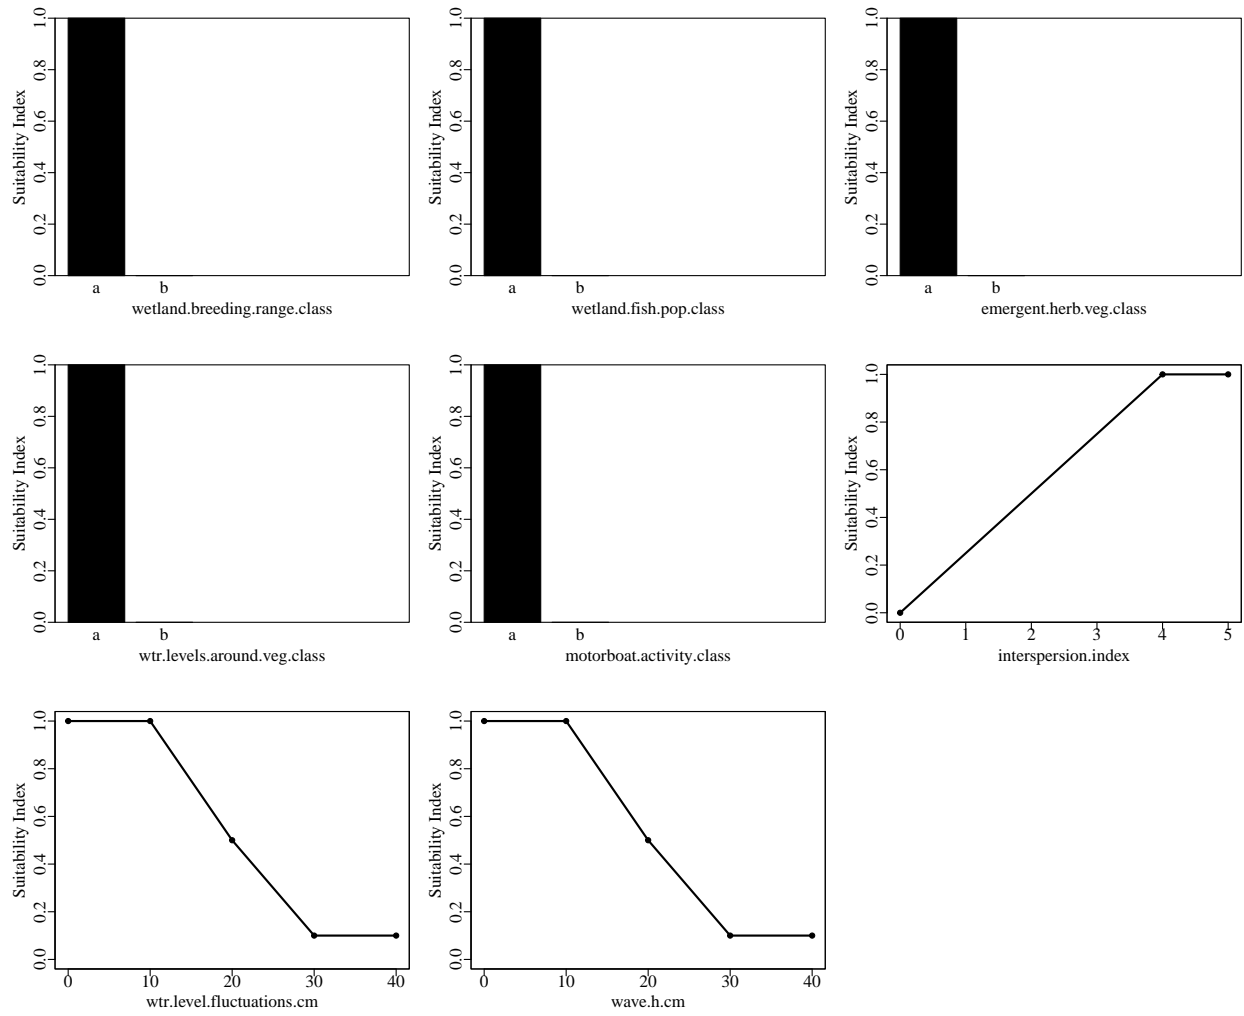 Suitability Index
0.0 0.2 0.4 0.6 0.8 1.0
a b
wetland.breeding.range.class
Suitability Index
0.0 0.2 0.4 0.6 0.8 1.0
a b
wetland.fish.pop.class
Suitability Index
0.0 0.2 0.4 0.6 0.8 1.0
a b
emergent.herb.veg.class
Suitability Index
0.0 0.2 0.4 0.6 0.8 1.0
a b
wtr.levels.around.veg.class
Suitability Index
0.0 0.2 0.4 0.6 0.8 1.0
a b
motorboat.activity.class
Suitability Index
0.0 0.2 0.4 0.6 0.8 1.0
0 1 2 3 4 5
interspersion.index
Suitability Index
0.0 0.2 0.4 0.6 0.8 1.0
0 10 20 30 40
wtr.level.fluctuations.cm
Suitability Index
0.0 0.2 0.4 0.6 0.8 1.0
0 10 20 30 40
wave.h.cm